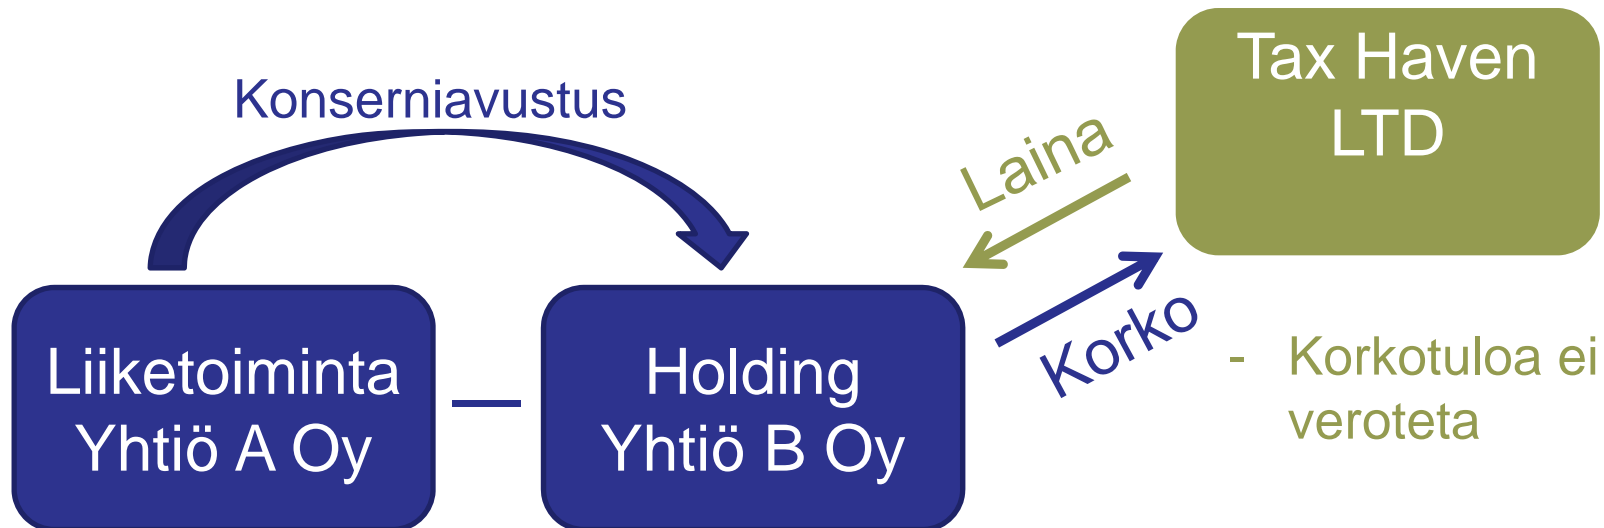 Konserniavustus
Tax Haven
LTD
Laina
Korko
Liiketoiminta
Yhtiö A Oy
Holding
Yhtiö B Oy
- Korkotuloa ei
veroteta